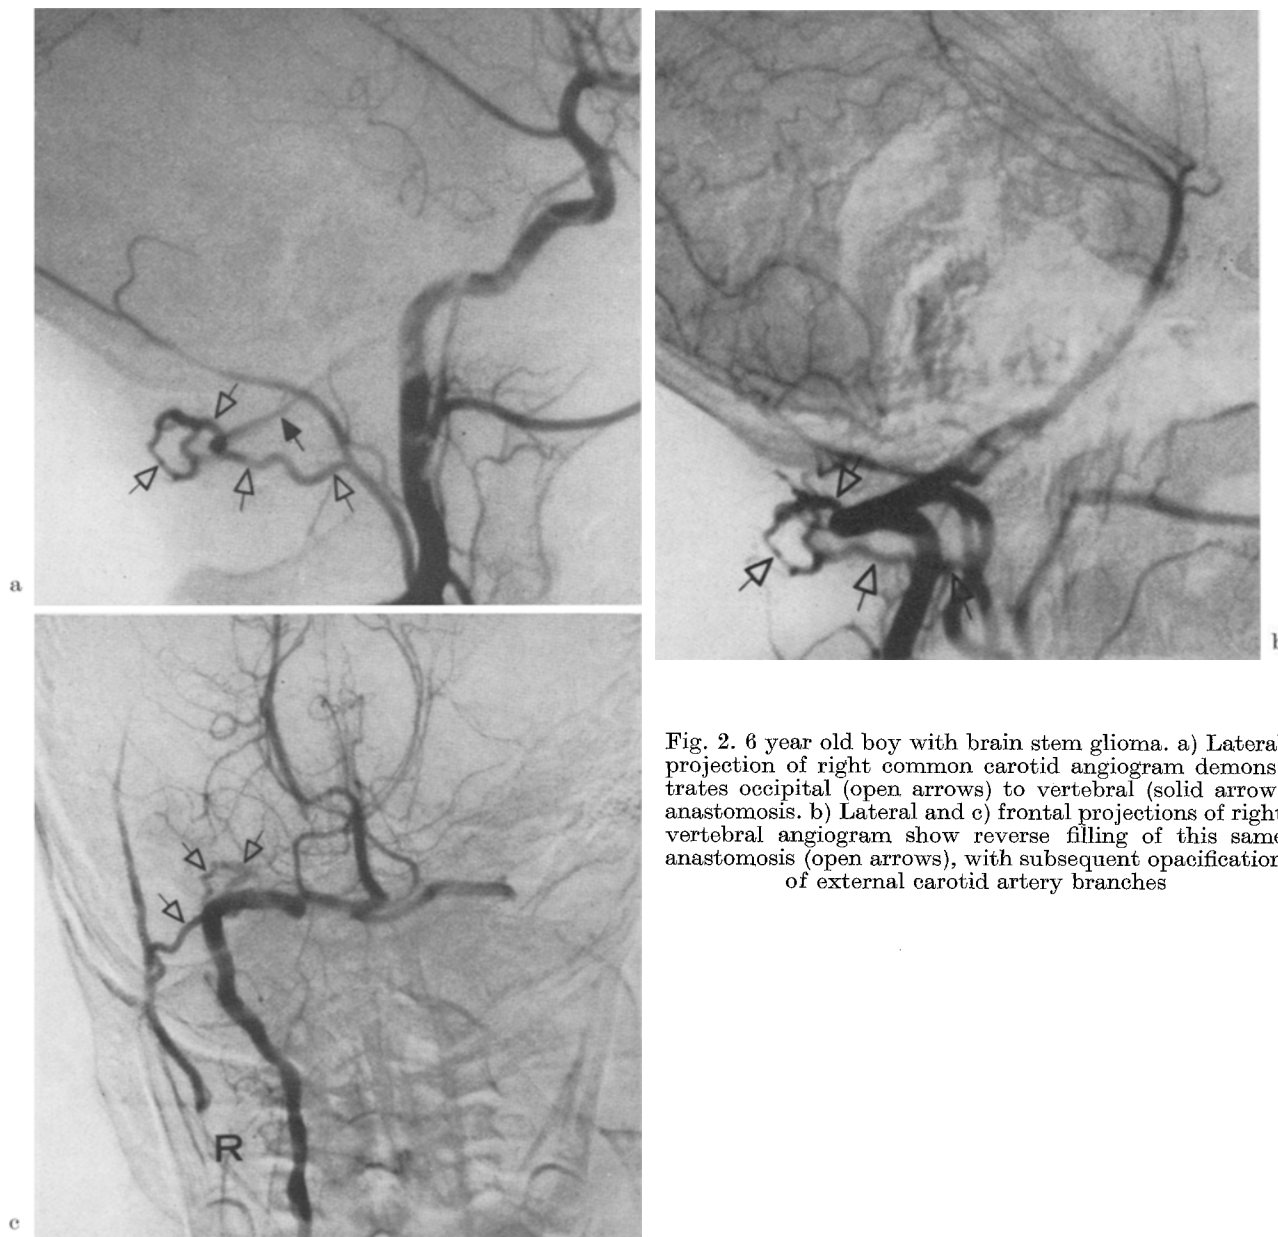 a
b
R
c
Fig. 2. 6 year old boy with brain stem glioma. a) Lateral
projection of right common carotid angiogram demons
trates occipital (open arrows) to vertebral (solid arrow
anastomosis. b) Lateral and c) frontal projections of right
vertebral angiogram show reverse filling of this same
anastomosis (open arrows), with subsequent opacification
of external carotid artery branches